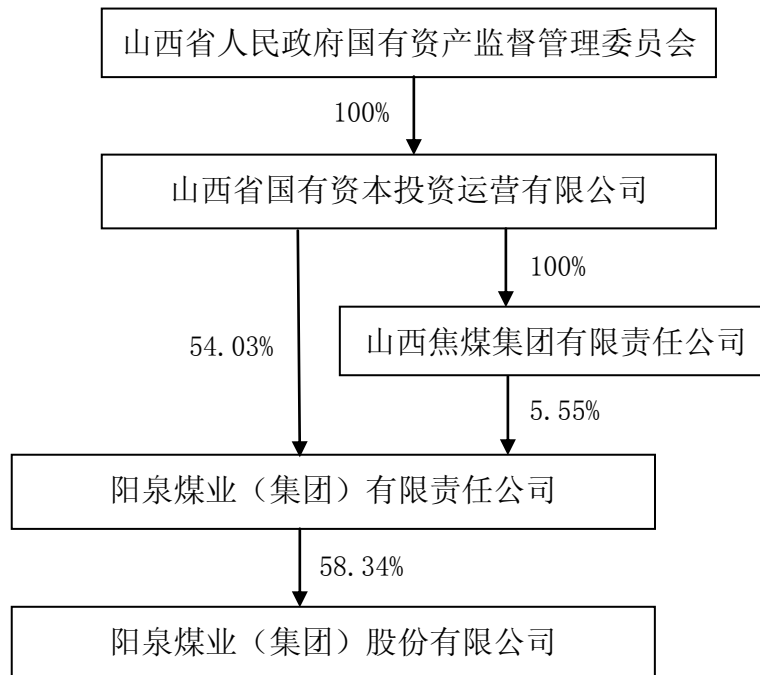 山西省人民政府国有资产监督管理委员会
100%
山西省国有资本投资运营有限公司
100%
54.03%
山西焦煤集团有限责任公司
5.55%
阳泉煤业（集团）有限责任公司
58.34%
阳泉煤业（集团）股份有限公司